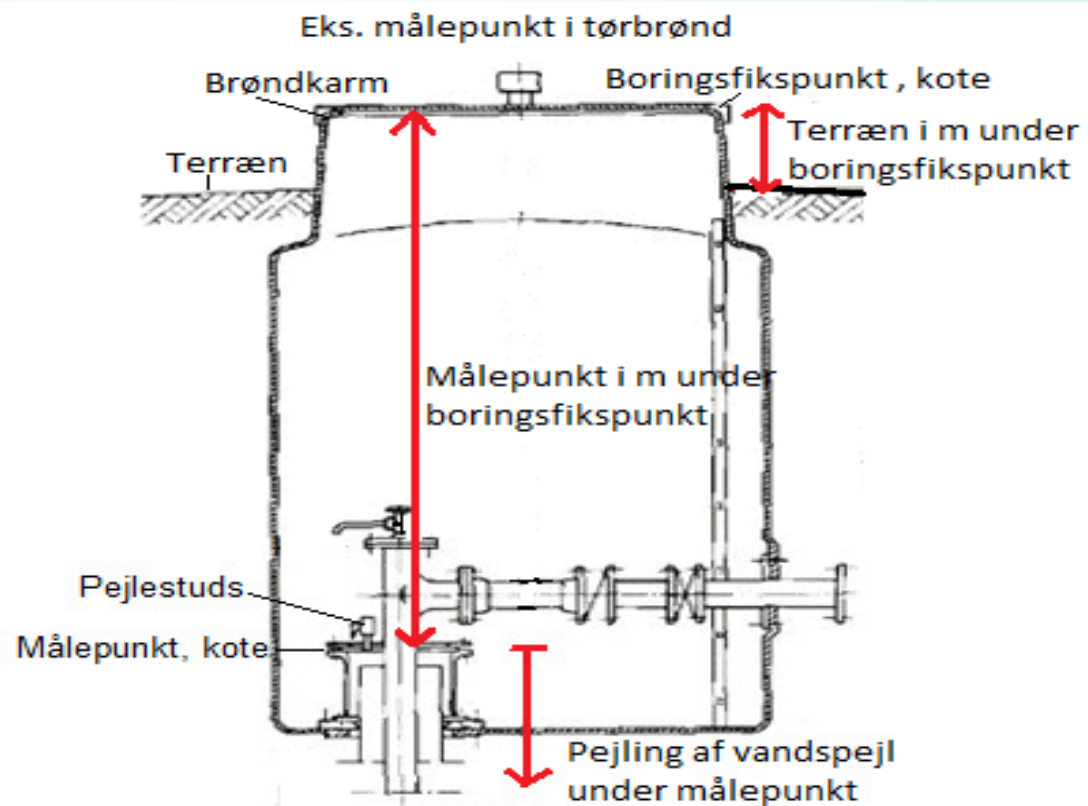 Eks. målepunkt i tørbrønd
Brøndkarm
Boringsfikspunkt , kote
Terræn i m under
boringsfikspunkt
Terræn
Målepunkt i m under
boringsfikspunkt
Pejlestuds
Målepunkt, kote
Pejling af vandspejl
under målepunkt